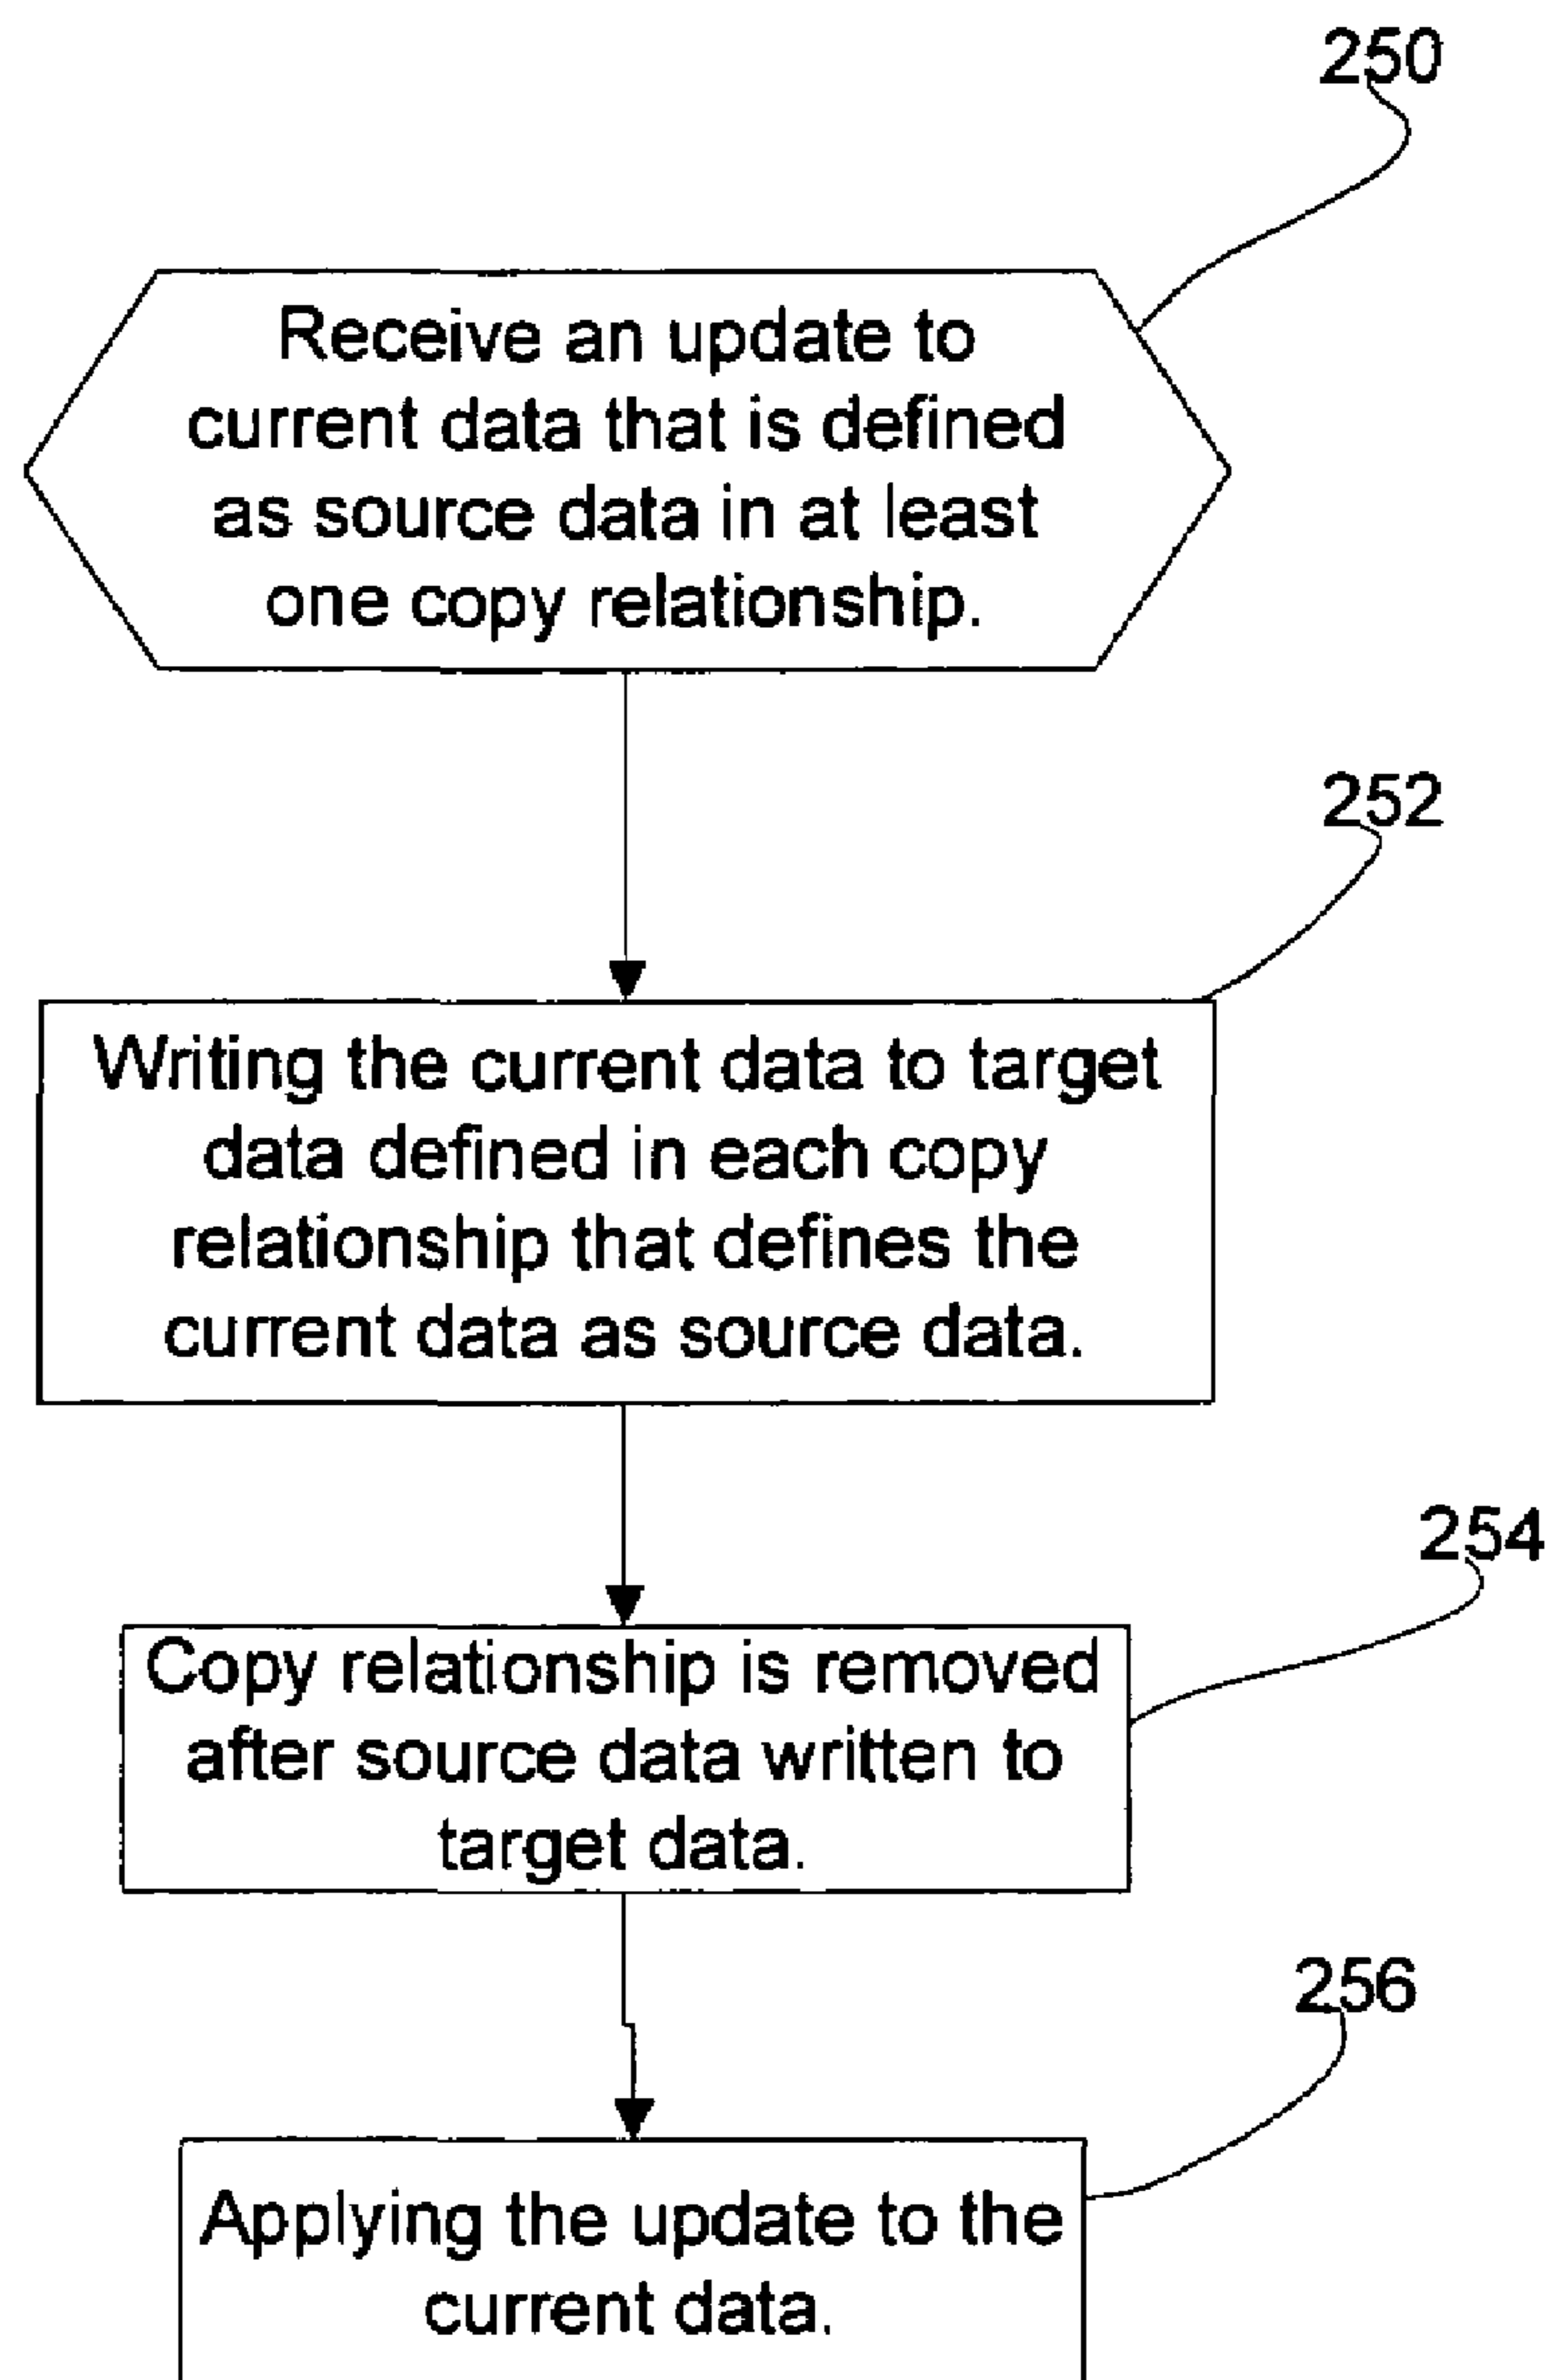 250
Receive an update to
current data that is defined
as source data in at least
one copy relationship.
252
Writing the current data to target
data defined in each copy
relationship that defines the
current data as source data.
254
Copy relationship is removed
after source data written to
target data.
256
Applying the update to the
current data.